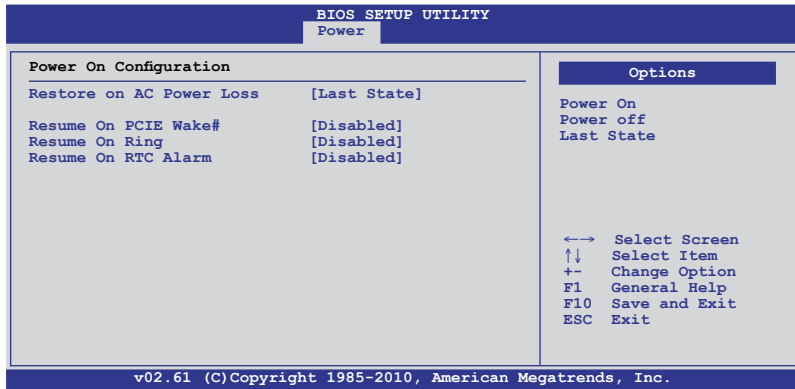 BIOS SETUP UTILITY
Power
Power On Configuration
Restore on AC Power Loss [Last State]
Resume On PCIE Wake# [Disabled]
Resume On Ring [Disabled]
Resume On RTC Alarm [Disabled]
Options
Power On
Power off
Last State
←→ Select Screen
↑↓ Select Item
+- Change Option
F1 General Help
F10 Save and Exit
ESC Exit
v02.61 (C)Copyright 1985-2010, American Megatrends, Inc.